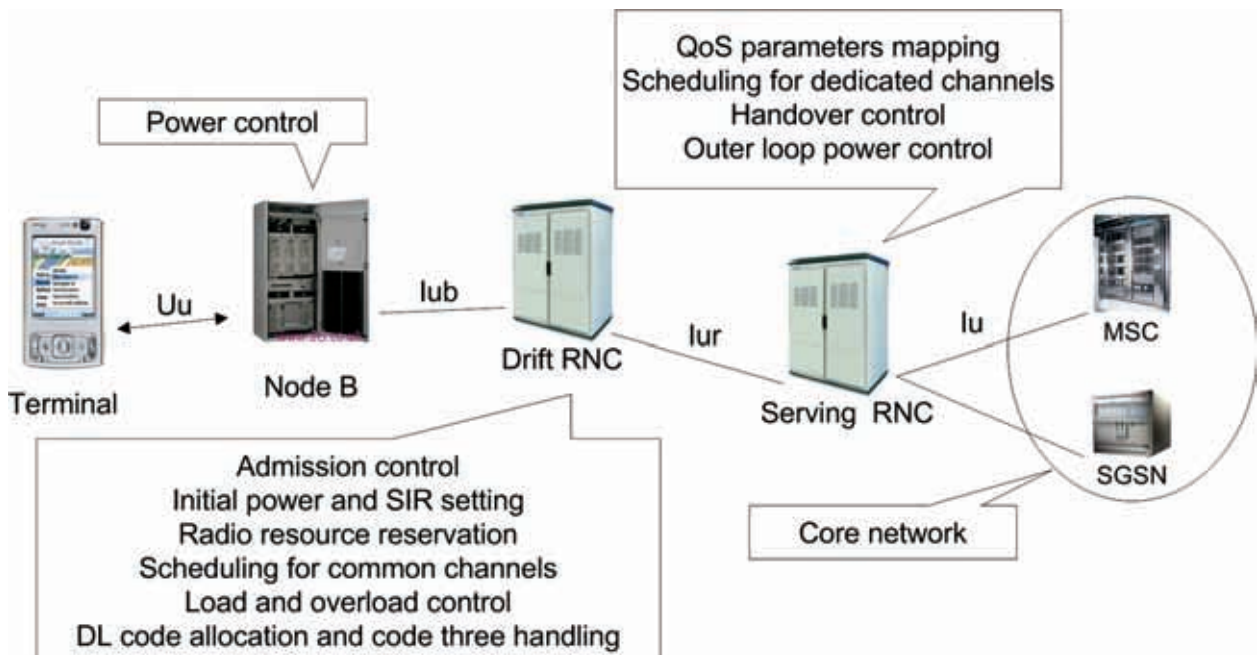 QoS parameters mapping
Scheduling for dedicated channels
Handover control
Outer loop power control
Power control
Uu
Iub
Iur
Iu
MSC
Drift RNC
Node B
Terminal
Serving RNC
SGSN
Admission control
Initial power and SIR setting
Radio resource reservation
Scheduling for common channels
Load and overload control
DL code allocation and code three handling
Core network